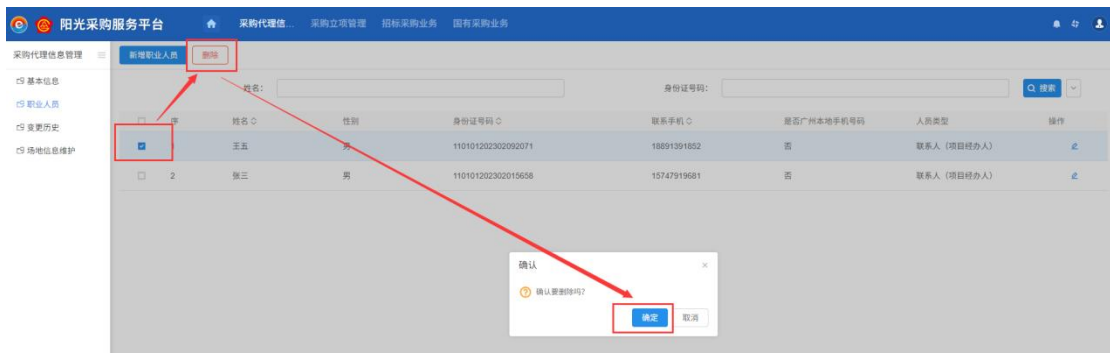 阳光采购服务平台 采购代理信... 采购立项管理 招标采购业务 国有采购业务
采购代理信息管理 新增职业人员 删除
基本信息
职业人员
变更历史
场地信息维护
姓名： 身份证号码： 搜索
序 姓名 性别 身份证号码 联系手机 是否广州本地手机号码 人员类型 操作
王五 男 110101202302092071 18891391852 否 联系人（项目经办人）
2 张三 男 110101202302015658 15747919681 否 联系人（项目经办人）
确认
确认要删除吗?
确定 取消